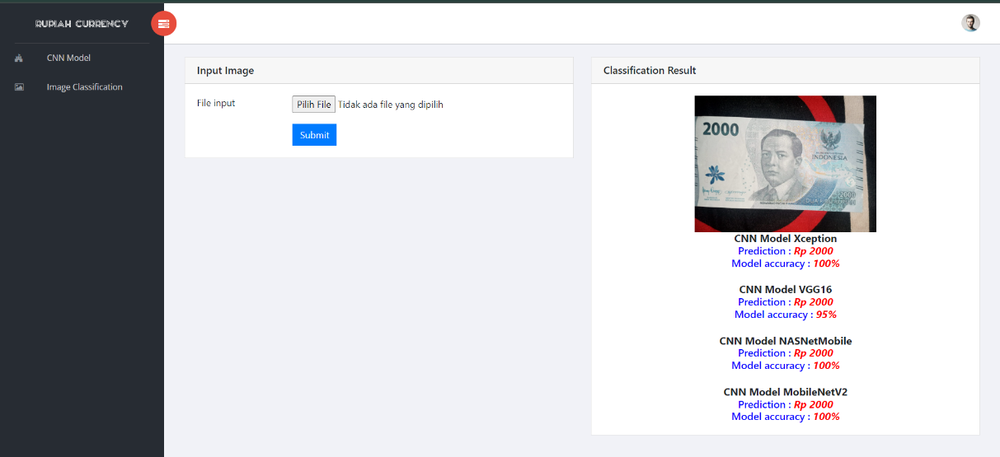 RUPIAH CURRENCY
CNN Model
Image Classification
Input Image
File input
Pilih File Tidak ada file yang dipilih
Submit
Classification Result
2000
INDONESIA
2000
CNN Model Xception
Prediction : Rp 2000
Model accuracy : 100%
CNN Model VGG16
Prediction : Rp 2000
Model accuracy : 95%
CNN Model NASNetMobile
Prediction : Rp 2000
Model accuracy : 100%
CNN Model MobileNetV2
Prediction : Rp 2000
Model accuracy : 100%